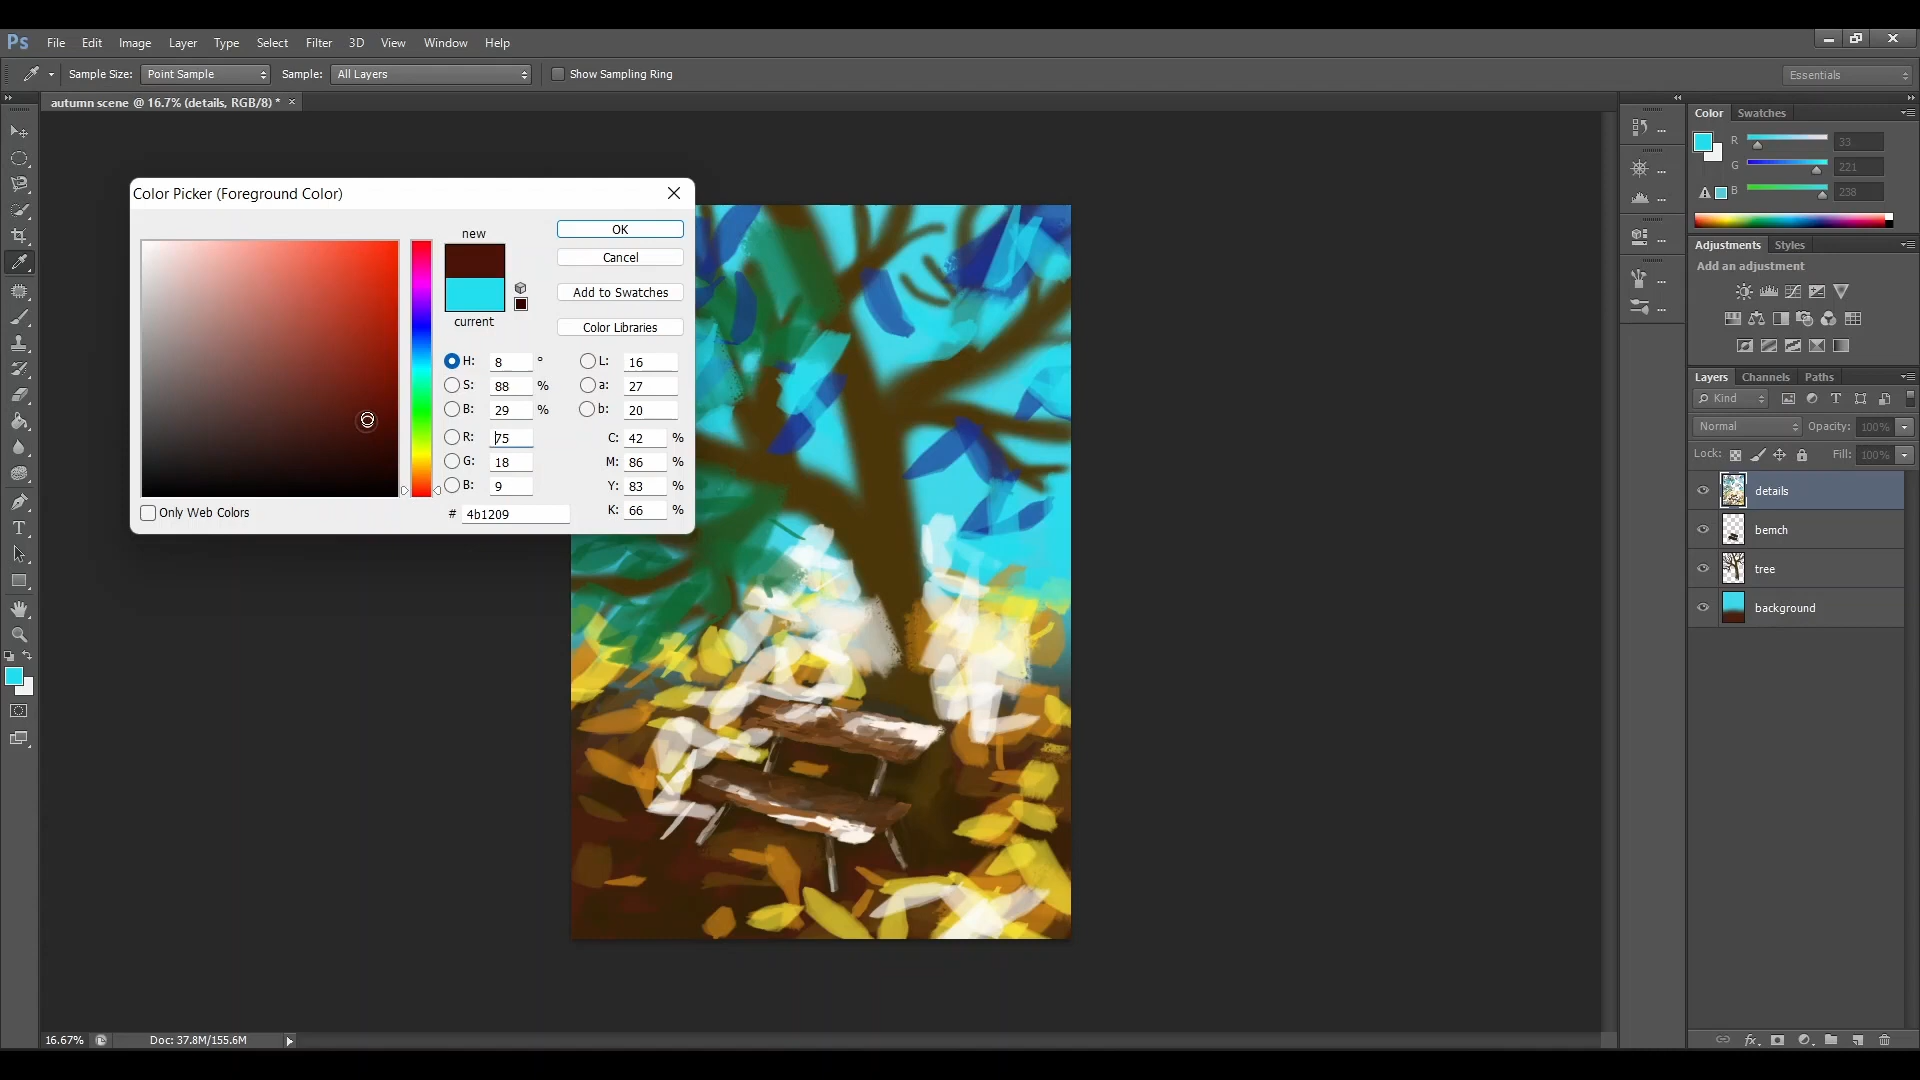 Ps File Edit Image Layer Type Select Filter 3D View Window Help
Sample Size: Point Sample Sample: All Layers Show Sampling Ring Essentials
autumn scene @ 16.7% (details, RGB/8) * ×
Color Picker (Foreground Color)
new
OK
Cancel
Add to Swatches
current
Color Libraries
H: 8 ° L: 16
S: 88 % a: 27
B: 29 % b: 20
R: 75 C: 42 %
G: 18 M: 86 %
B: 9 Y: 83 %
# 4b1209 K: 66 %
Only Web Colors
Color Swatches
R 33
G 221
B 238
Adjustments Styles
Add an adjustment
Layers Channels Paths
Kind
Normal Opacity: 100%
Lock: Fill: 100%
details
bemch
tree
background
16.67% Doc: 37.8M/155.6M